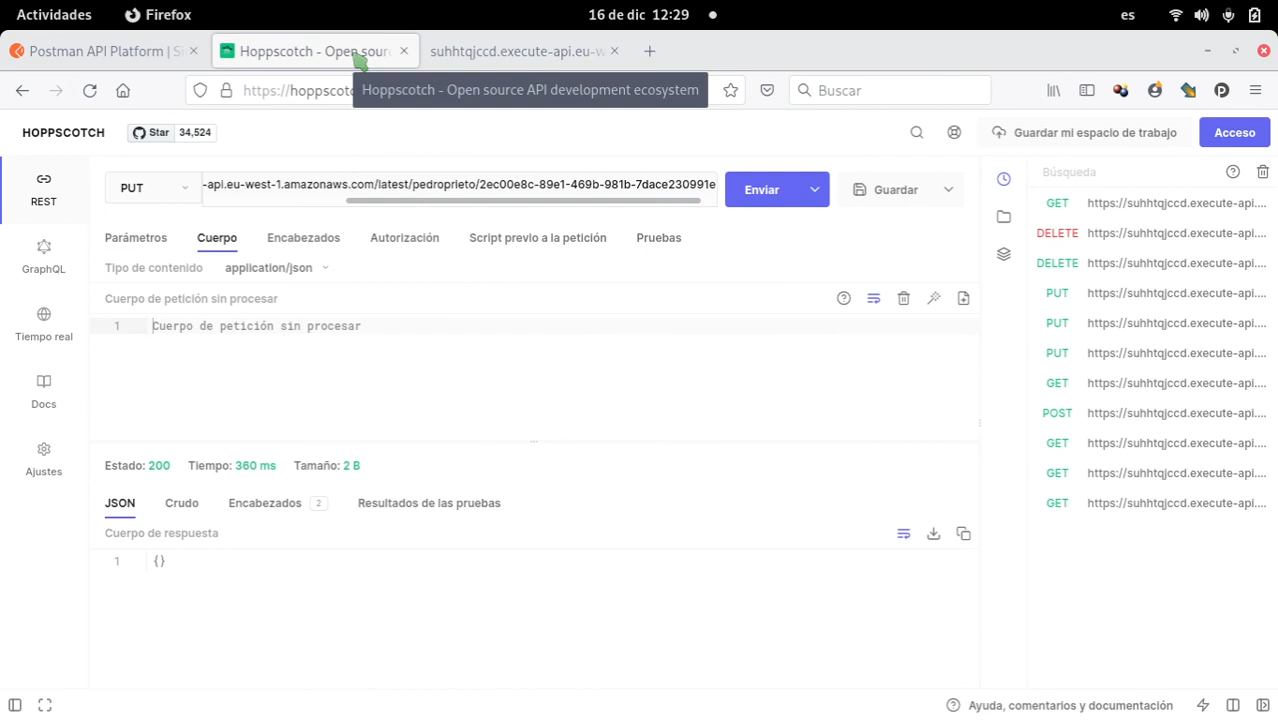 Actividades
Firefox
16 de dic 12:29
es
Postman API Platform | Si
Hoppscotch - Open sour
suhhtqjccd.execute-api.eu-w
https://hoppscotc
Hoppscotch - Open source API development ecosystem
Buscar
HOPPSCOTCH
Star 34,524
Guardar mi espacio de trabajo
Acceso
REST
GraphQL
Tiempo real
Docs
Ajustes
PUT
-api.eu-west-1.amazonaws.com/latest/pedroprieto/2ec00e8c-89e1-469b-981b-7dace230991e
Enviar
Guardar
Parámetros Cuerpo Encabezados Autorización Script previo a la petición Pruebas
Tipo de contenido application/json
Cuerpo de petición sin procesar
1 Cuerpo de petición sin procesar
Estado: 200 Tiempo: 360 ms Tamaño: 2 B
JSON Crudo Encabezados 2 Resultados de las pruebas
Cuerpo de respuesta
1 {}
Búsqueda
GET https://suhhtqjccd.execute-api....
DELETE https://suhhtqjccd.execute-api....
DELETE https://suhhtqjccd.execute-api....
PUT https://suhhtqjccd.execute-api....
PUT https://suhhtqjccd.execute-api....
PUT https://suhhtqjccd.execute-api....
GET https://suhhtqjccd.execute-api....
POST https://suhhtqjccd.execute-api....
GET https://suhhtqjccd.execute-api....
GET https://suhhtqjccd.execute-api....
GET https://suhhtqjccd.execute-api....
Ayuda, comentarios y documentación